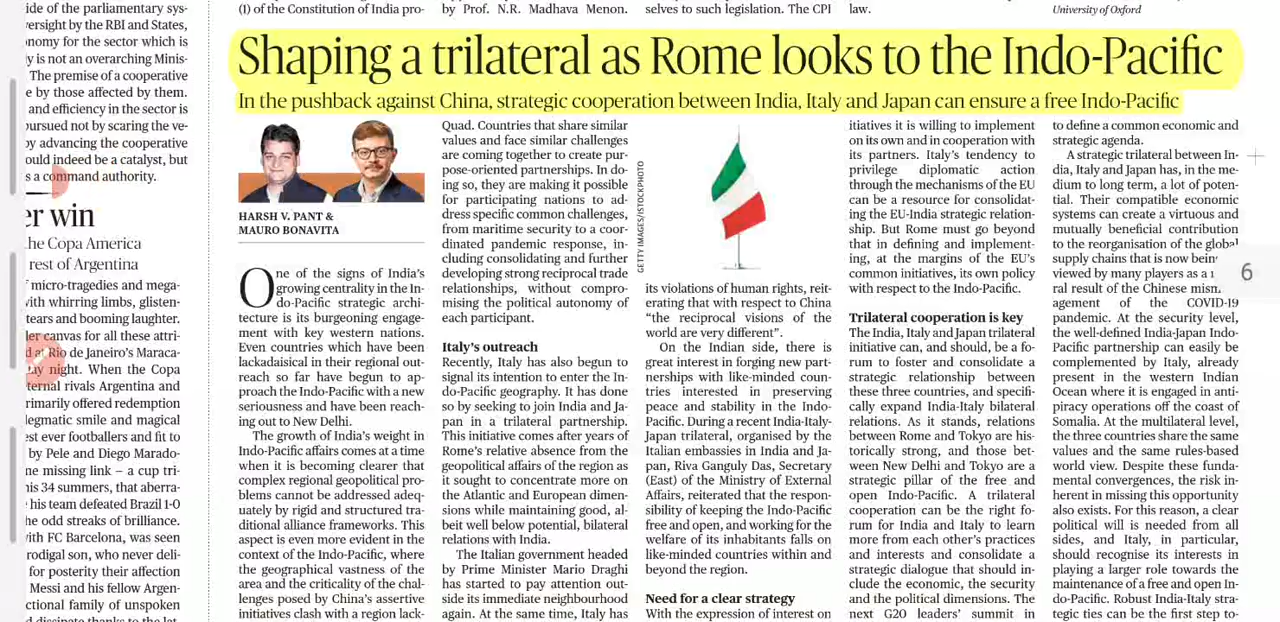 ide of the parliamentary sys-
versight by the RBI and States,
nomy for the sector which is
y is not an overarching Minis-
The premise of a cooperative
e by those affected by them.
and efficiency in the sector is
oursued not by scaring the ve-
by advancing the cooperative
ould indeed be a catalyst, but
s a command authority.
er win
the Copa America
rest of Argentina
micro-tragedies and mega-
with whirring limbs, glisten-
tears and booming laughter.
ler canvas for all these attri-
d at Rio de Janeiro's Maraca-
night. When the Copa
ternal rivals Argentina and
rimarily offered redemption
legmatic smile and magical
est ever footballers and fit to
by Pele and Diego Marado-
ne missing link – a cup tri-
his 34 summers, that aberra-
his team defeated Brazil 1-0
he odd streaks of brilliance.
with FC Barcelona, was seen
rodigal son, who never deli-
for posterity their affection
Messi and his fellow Argen-
ctional family of unspoken
(I) of the Constitution of India pro-
by Prof. N.R. Madhava Menon.
selves to such legislation. The CPI
law.
University of Oxford
Shaping a trilateral as Rome looks to the Indo-Pacific
In the pushback against China, strategic cooperation between India, Italy and Japan can ensure a free Indo-Pacific
HARSH V. PANT &
MAURO BONAVITA
One of the signs of India's
growing centrality in the In-
do-Pacific strategic archi-
tecture is its burgeoning engage-
ment with key western nations.
Even countries which have been
lackadaisical in their regional out-
reach so far have begun to ap-
proach the Indo-Pacific with a new
seriousness and have been reach-
ing out to New Delhi.
The growth of India's weight in
Indo-Pacific affairs comes at a time
when it is becoming clearer that
complex regional geopolitical pro-
blems cannot be addressed adeq-
uately by rigid and structured tra-
ditional alliance frameworks. This
aspect is even more evident in the
context of the Indo-Pacific, where
the geographical vastness of the
area and the criticality of the chal-
lenges posed by China's assertive
initiatives clash with a region lack-
Quad. Countries that share similar
values and face similar challenges
are coming together to create pur-
pose-oriented partnerships. In do-
ing so, they are making it possible
for participating nations to ad-
dress specific common challenges,
from maritime security to a coor-
dinated pandemic response, in-
cluding consolidating and further
developing strong reciprocal trade
relationships, without compro-
mising the political autonomy of
each participant.
Italy's outreach
Recently, Italy has also begun to
signal its intention to enter the In-
do-Pacific geography. It has done
so by seeking to join India and Ja-
pan in a trilateral partnership.
This initiative comes after years of
Rome's relative absence from the
geopolitical affairs of the region as
it sought to concentrate more on
the Atlantic and European dimen-
sions while maintaining good, al-
beit well below potential, bilateral
relations with India.
The Italian government headed
by Prime Minister Mario Draghi
has started to pay attention out-
side its immediate neighbourhood
again. At the same time, Italy has
GETTY IMAGES/ISTOCKPHOTO
its violations of human rights, reit-
erating that with respect to China
“the reciprocal visions of the
world are very different”.
On the Indian side, there is
great interest in forging new part-
nerships with like-minded coun-
tries interested in preserving
peace and stability in the Indo-
Pacific. During a recent India-Italy-
Japan trilateral, organised by the
Italian embassies in India and Ja-
pan, Riva Ganguly Das, Secretary
(East) of the Ministry of External
Affairs, reiterated that the respon-
sibility of keeping the Indo-Pacific
free and open, and working for the
welfare of its inhabitants falls on
like-minded countries within and
beyond the region.
Need for a clear strategy
With the expression of interest on
itiatives it is willing to implement
on its own and in cooperation with
its partners. Italy's tendency to
privilege diplomatic action
through the mechanisms of the EU
can be a resource for consolidat-
ing the EU-India strategic relation-
ship. But Rome must go beyond
that in defining and implement-
ing, at the margins of the EU's
common initiatives, its own policy
with respect to the Indo-Pacific.
Trilateral cooperation is key
The India, Italy and Japan trilateral
initiative can, and should, be a fo-
rum to foster and consolidate a
strategic relationship between
these three countries, and specifi-
cally expand India-Italy bilateral
relations. As it stands, relations
between Rome and Tokyo are his-
torically strong, and those bet-
ween New Delhi and Tokyo are a
strategic pillar of the free and
open Indo-Pacific. A trilateral
cooperation can be the right fo-
rum for India and Italy to learn
more from each other's practices
and interests and consolidate a
strategic dialogue that should in-
clude the economic, the security
and the political dimensions. The
next G20 leaders' summit in
to define a common economic and
strategic agenda.
A strategic trilateral between In-
dia, Italy and Japan has, in the me-
dium to long term, a lot of poten-
tial. Their compatible economic
systems can create a virtuous and
mutually beneficial contribution
to the reorganisation of the global
supply chains that is now being
viewed by many players as a
ral result of the Chinese mism
agement of the COVID-19
pandemic. At the security level,
the well-defined India-Japan Indo-
Pacific partnership can easily be
complemented by Italy, already
present in the western Indian
Ocean where it is engaged in anti-
piracy operations off the coast of
Somalia. At the multilateral level,
the three countries share the same
values and the same rules-based
world view. Despite these funda-
mental convergences, the risk in-
herent in missing this opportunity
also exists. For this reason, a clear
political will is needed from all
sides, and Italy, in particular,
should recognise its interests in
playing a larger role towards the
maintenance of a free and open In-
do-Pacific. Robust India-Italy stra-
tegic ties can be the first step to-
6